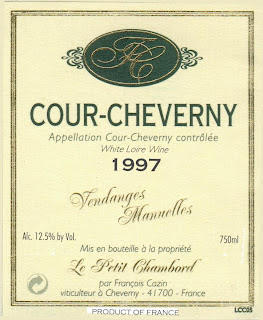 FC
COUR-CHEVERNY
Appellation Cour-Cheverny contrôlée
White Loire Wine
1997
Vendanges
Manuelles
Alc. 12.5% by Vol.
750ml
Mis en bouteille à la propriété
Le Petit Chambord
par François Cazin
viticulteur à Cheverny - 41700 - France
LCC25
PRODUCT OF FRANCE